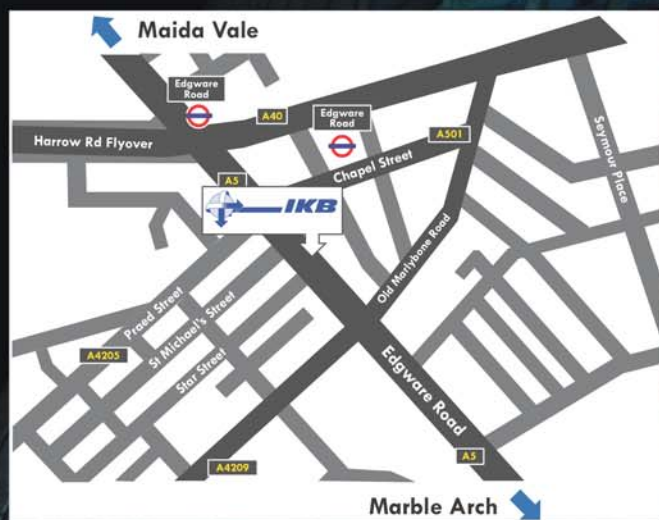 Maida Vale
Edgware
Road
A40
Edgware
Road
A501
Harrow Rd Flyover
A5
Chapel Street
Seymour Place
IKB
Old Marlybone Road
Praed Street
St Michael's Street
A4205
Star Street
Edgware Road
A4209
A5
Marble Arch